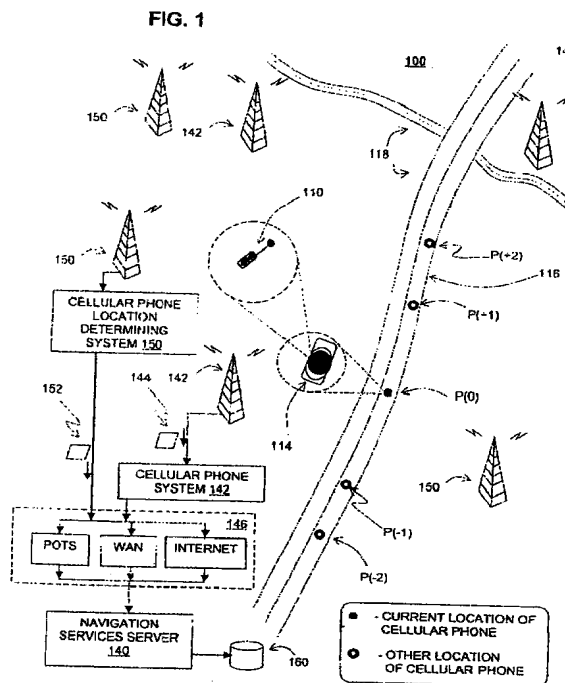 FIG. 1
100
14
150
142
118
110
P(+2)
116
150
P(+1)
CELLULAR PHONE
LOCATION
DETERMINING
SYSTEM 150
152
144
142
114
P(0)
150
CELLULAR PHONE
SYSTEM 142
146
POTS
WAN
INTERNET
P(-1)
P(-2)
NAVIGATION
SERVICES SERVER
140
160
- CURRENT LOCATION OF
CELLULAR PHONE
- OTHER LOCATION
OF CELLULAR PHONE